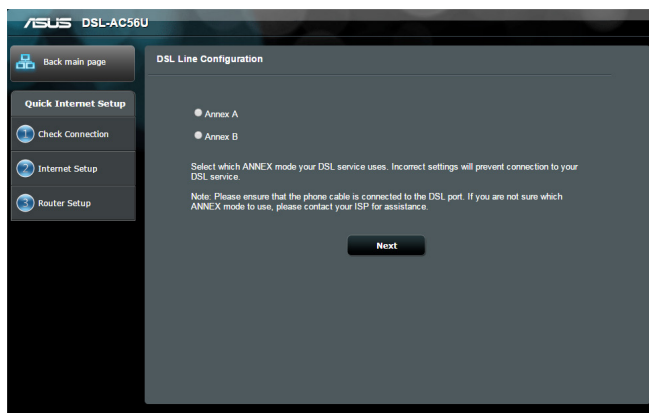 ASUS DSL-AC56U
Back main page
Quick Internet Setup
1 Check Connection
2 Internet Setup
3 Router Setup
DSL Line Configuration
Annex A
Annex B
Select which ANNEX mode your DSL service uses. Incorrect settings will prevent connection to your
DSL service.
Note: Please ensure that the phone cable is connected to the DSL port. If you are not sure which
ANNEX mode to use, please contact your ISP for assistance.
Next